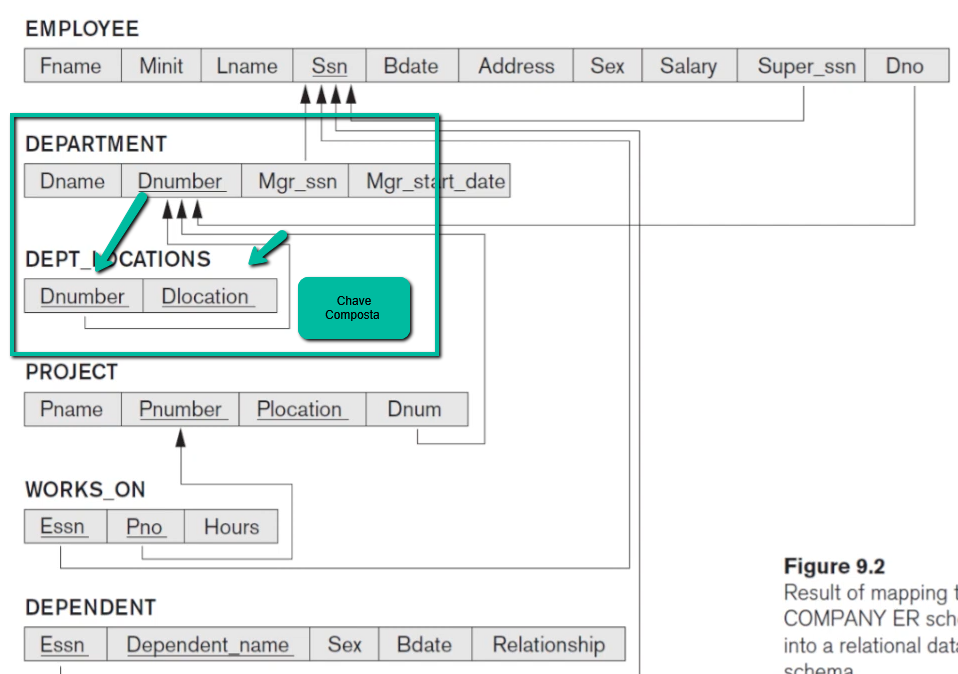 EMPLOYEE
Fname Minit Lname Ssn Bdate Address Sex Salary Super_ssn Dno
DEPARTMENT
Dname Dnumber Mgr_ssn Mgr_start_date
DEPT_LOCATIONS
Dnumber Dlocation
Chave
Composta
PROJECT
Pname Pnumber Plocation Dnum
WORKS_ON
Essn Pno Hours
Figure 9.2
Result of mapping
COMPANY ER
into a relational
schema
DEPENDENT
Essn Dependent_name Sex Bdate Relationship